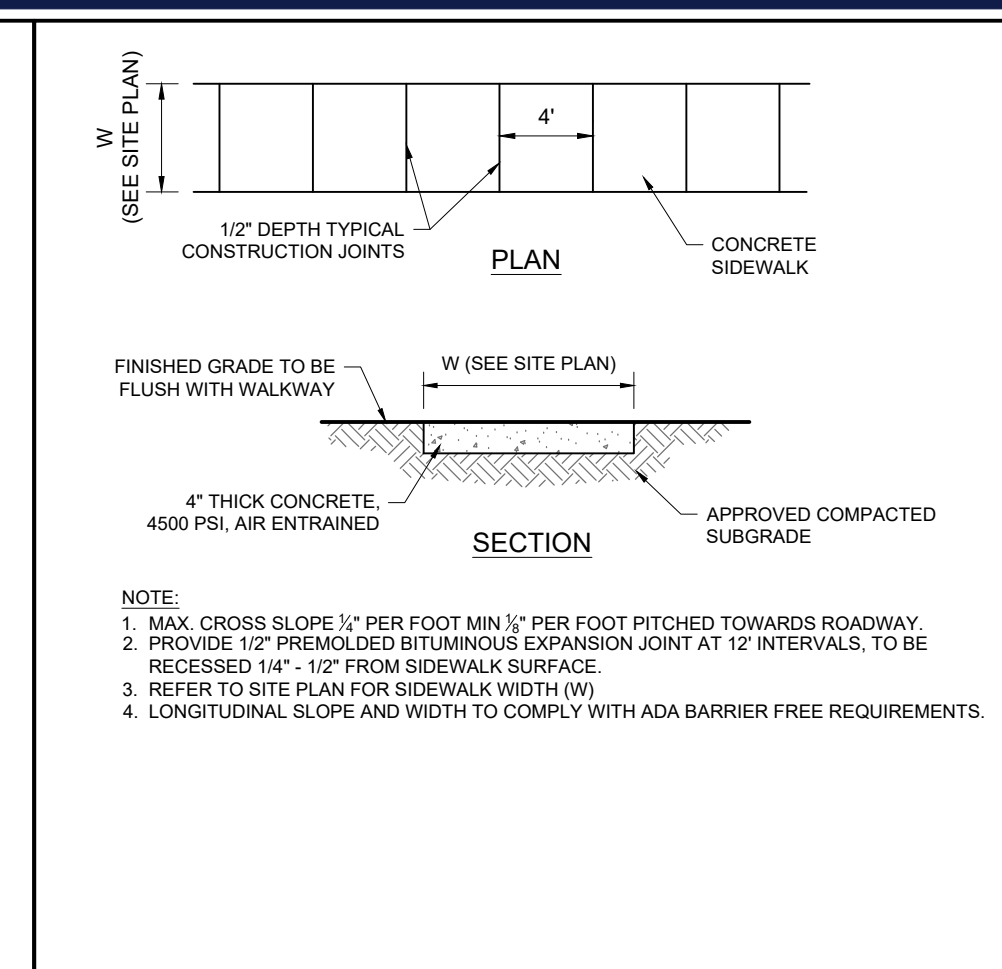 W
(SEE SITE PLAN)
4'
1/2" DEPTH TYPICAL
CONSTRUCTION JOINTS
PLAN
CONCRETE
SIDEWALK
FINISHED GRADE TO BE
FLUSH WITH WALKWAY
W (SEE SITE PLAN)
4" THICK CONCRETE,
4500 PSI, AIR ENTRAINED
SECTION
APPROVED COMPACTED
SUBGRADE
NOTE:
1. MAX. CROSS SLOPE 1/4" PER FOOT MIN 1/8" PER FOOT PITCHED TOWARDS ROADWAY.
2. PROVIDE 1/2" PREMOLDED BITUMINOUS EXPANSION JOINT AT 12' INTERVALS, TO BE
RECESSED 1/4" - 1/2" FROM SIDEWALK SURFACE.
3. REFER TO SITE PLAN FOR SIDEWALK WIDTH (W)
4. LONGITUDINAL SLOPE AND WIDTH TO COMPLY WITH ADA BARRIER FREE REQUIREMENTS.